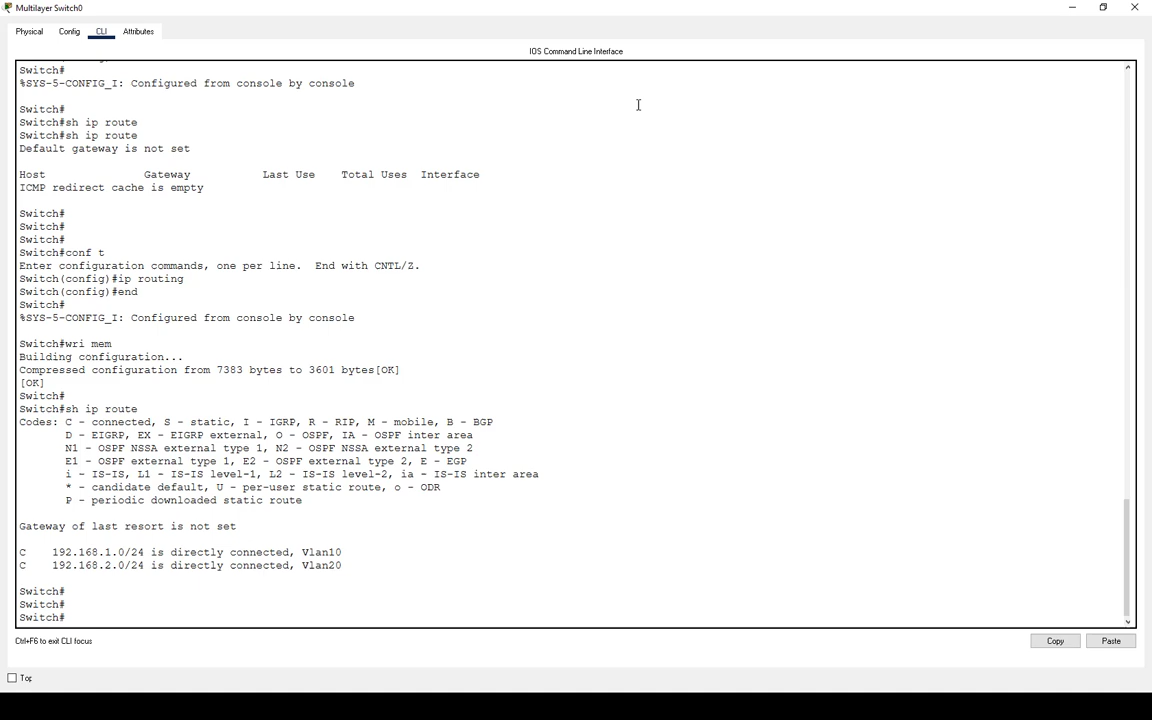 Multilayer Switch0
Physical Config CLI Attributes
IOS Command Line Interface
Switch#
%SYS-5-CONFIG_I: Configured from console by console
Switch#
Switch#sh ip route
Switch#sh ip route
Default gateway is not set
Host Gateway Last Use Total Uses Interface
ICMP redirect cache is empty
Switch#
Switch#
Switch#
Switch#conf t
Enter configuration commands, one per line. End with CNTL/Z.
Switch(config)#ip routing
Switch(config)#end
Switch#
%SYS-5-CONFIG_I: Configured from console by console
Switch#wri mem
Building configuration...
Compressed configuration from 7383 bytes to 3601 bytes[OK]
[OK]
Switch#
Switch#sh ip route
Codes: C - connected, S - static, I - IGRP, R - RIP, M - mobile, B - BGP
D - EIGRP, EX - EIGRP external, O - OSPF, IA - OSPF inter area
N1 - OSPF NSSA external type 1, N2 - OSPF NSSA external type 2
E1 - OSPF external type 1, E2 - OSPF external type 2, E - EGP
i - IS-IS, L1 - IS-IS level-1, L2 - IS-IS level-2, ia - IS-IS inter area
* - candidate default, U - per-user static route, o - ODR
P - periodic downloaded static route
Gateway of last resort is not set
C 192.168.1.0/24 is directly connected, Vlan10
C 192.168.2.0/24 is directly connected, Vlan20
Switch#
Switch#
Switch#
Ctrl+F6 to exit CLI focus
Copy Paste
Top